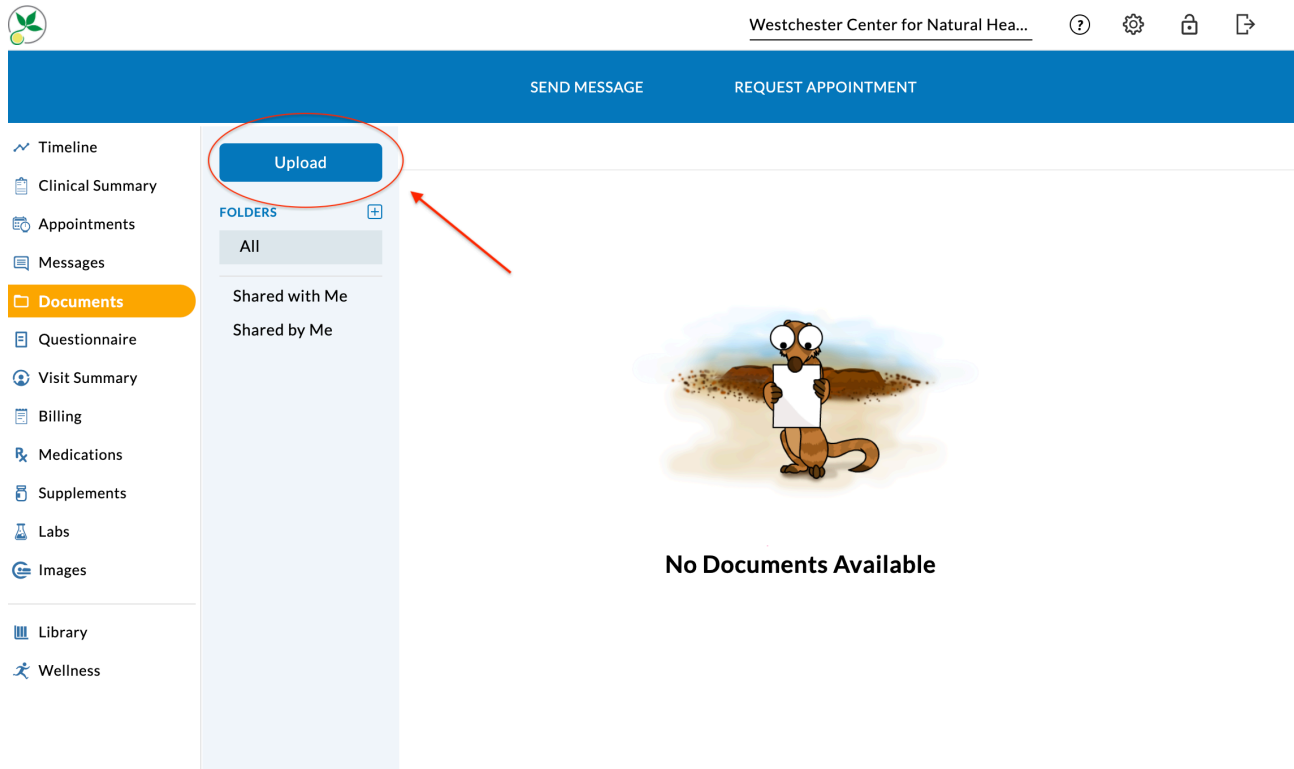 Westchester Center for Natural Hea...
SEND MESSAGE
REQUEST APPOINTMENT
Timeline
Clinical Summary
Appointments
Messages
Documents
Questionnaire
Visit Summary
Billing
Medications
Supplements
Labs
Images
Library
Wellness
Upload
FOLDERS
All
Shared with Me
Shared by Me
No Documents Available